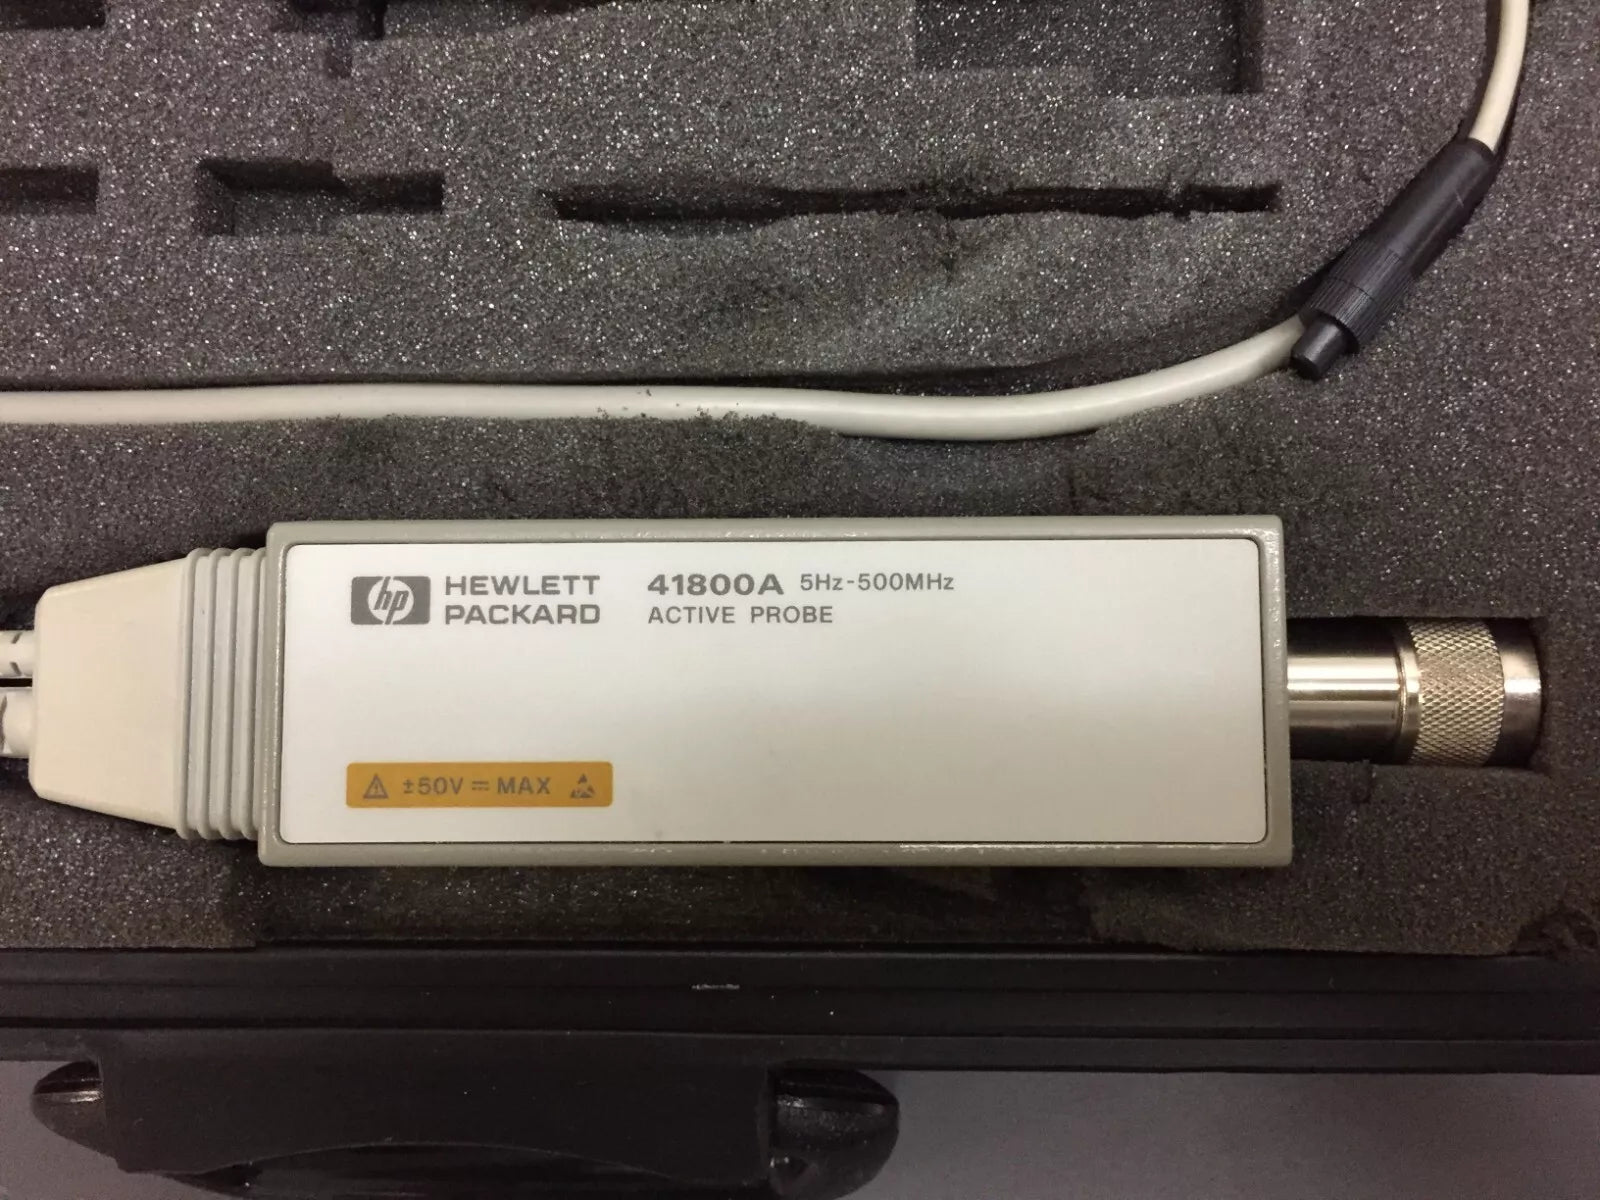 hp HEWLETT PACKARD
41800A 5Hz-500MHz
ACTIVE PROBE
±50V⎓MAX